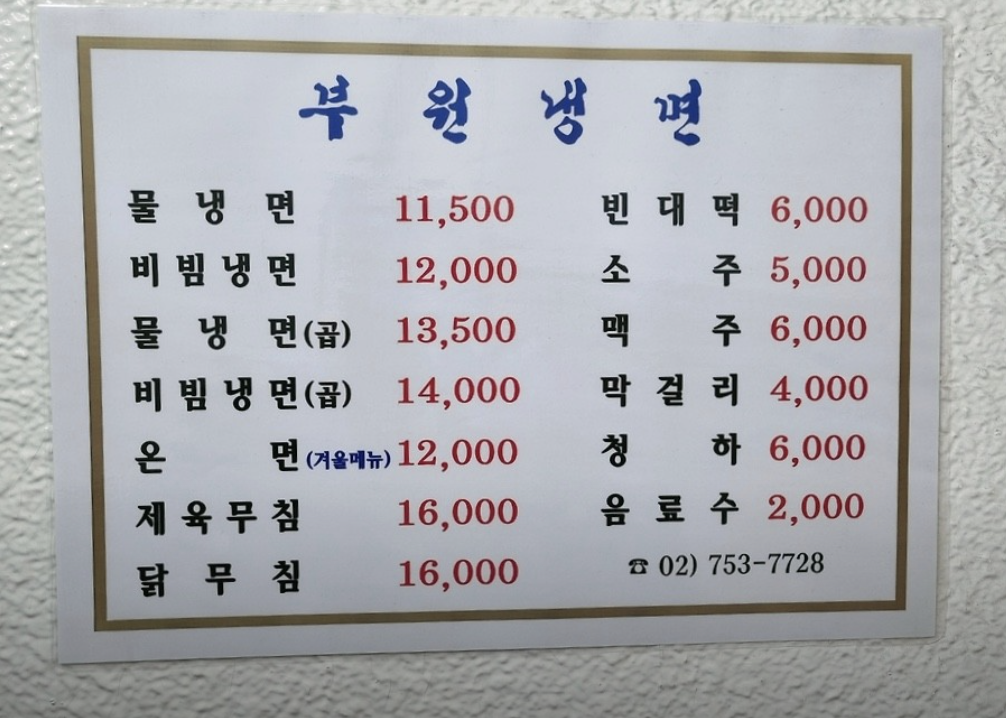 부원냉면
물냉면 11,500
비빔냉면 12,000
물냉면(곱) 13,500
비빔냉면(곱) 14,000
온면(겨울메뉴) 12,000
제육무침 16,000
닭무침 16,000
빈대떡 6,000
소주 5,000
맥주 6,000
막걸리 4,000
청하 6,000
음료수 2,000
☎ 02) 753-7728